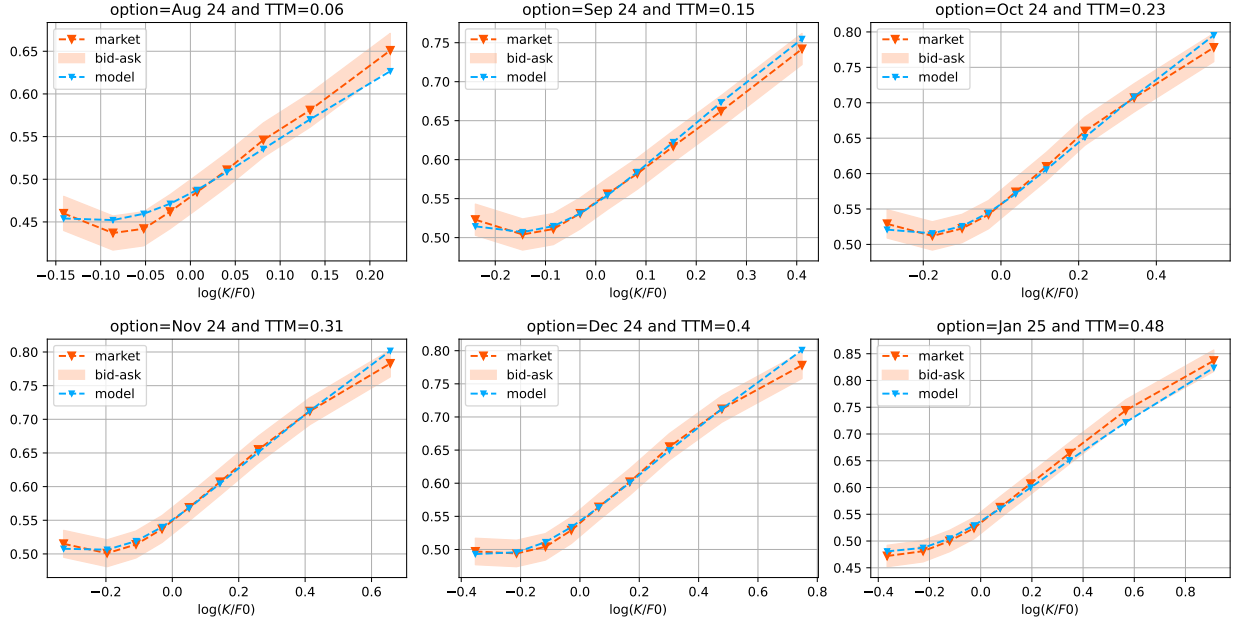 option=Aug 24 and TTM=0.06
market
bid-ask
model
0.65
0.60
0.55
0.50
0.45
−0.15 −0.10 −0.05 0.00 0.05 0.10 0.15 0.20
log(K/F0)
option=Sep 24 and TTM=0.15
market
bid-ask
model
0.75
0.70
0.65
0.60
0.55
0.50
−0.2 −0.1 0.0 0.1 0.2 0.3 0.4
log(K/F0)
option=Oct 24 and TTM=0.23
market
bid-ask
model
0.80
0.75
0.70
0.65
0.60
0.55
0.50
−0.2 0.0 0.2 0.4
log(K/F0)
option=Nov 24 and TTM=0.31
market
bid-ask
model
0.80
0.75
0.70
0.65
0.60
0.55
0.50
−0.2 0.0 0.2 0.4 0.6
log(K/F0)
option=Dec 24 and TTM=0.4
market
bid-ask
model
0.80
0.75
0.70
0.65
0.60
0.55
0.50
−0.4 −0.2 0.0 0.2 0.4 0.6 0.8
log(K/F0)
option=Jan 25 and TTM=0.48
market
bid-ask
model
0.85
0.80
0.75
0.70
0.65
0.60
0.55
0.50
0.45
−0.4 −0.2 0.0 0.2 0.4 0.6 0.8
log(K/F0)